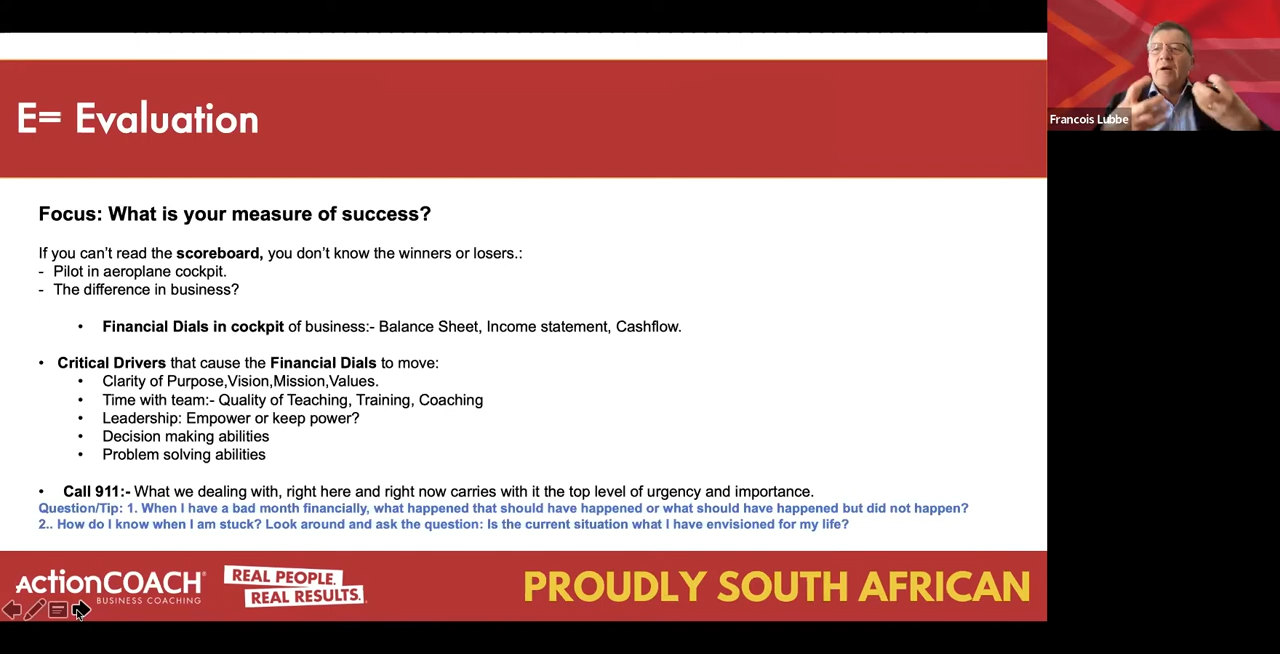 E= Evaluation
Francois Lubbe
Focus: What is your measure of success?
If you can't read the scoreboard, you don't know the winners or losers.:
- Pilot in aeroplane cockpit.
- The difference in business?
• Financial Dials in cockpit of business:- Balance Sheet, Income statement, Cashflow.
• Critical Drivers that cause the Financial Dials to move:
• Clarity of Purpose,Vision,Mission,Values.
• Time with team:- Quality of Teaching, Training, Coaching
• Leadership: Empower or keep power?
• Decision making abilities
• Problem solving abilities
• Call 911:- What we dealing with, right here and right now carries with it the top level of urgency and importance.
Question/Tip: 1. When I have a bad month financially, what happened that should have happened or what should have happened but did not happen?
2.. How do I know when I am stuck? Look around and ask the question: Is the current situation what I have envisioned for my life?
ActionCOACH®
BUSINESS COACHING
REAL PEOPLE.
REAL RESULTS.
PROUDLY SOUTH AFRICAN